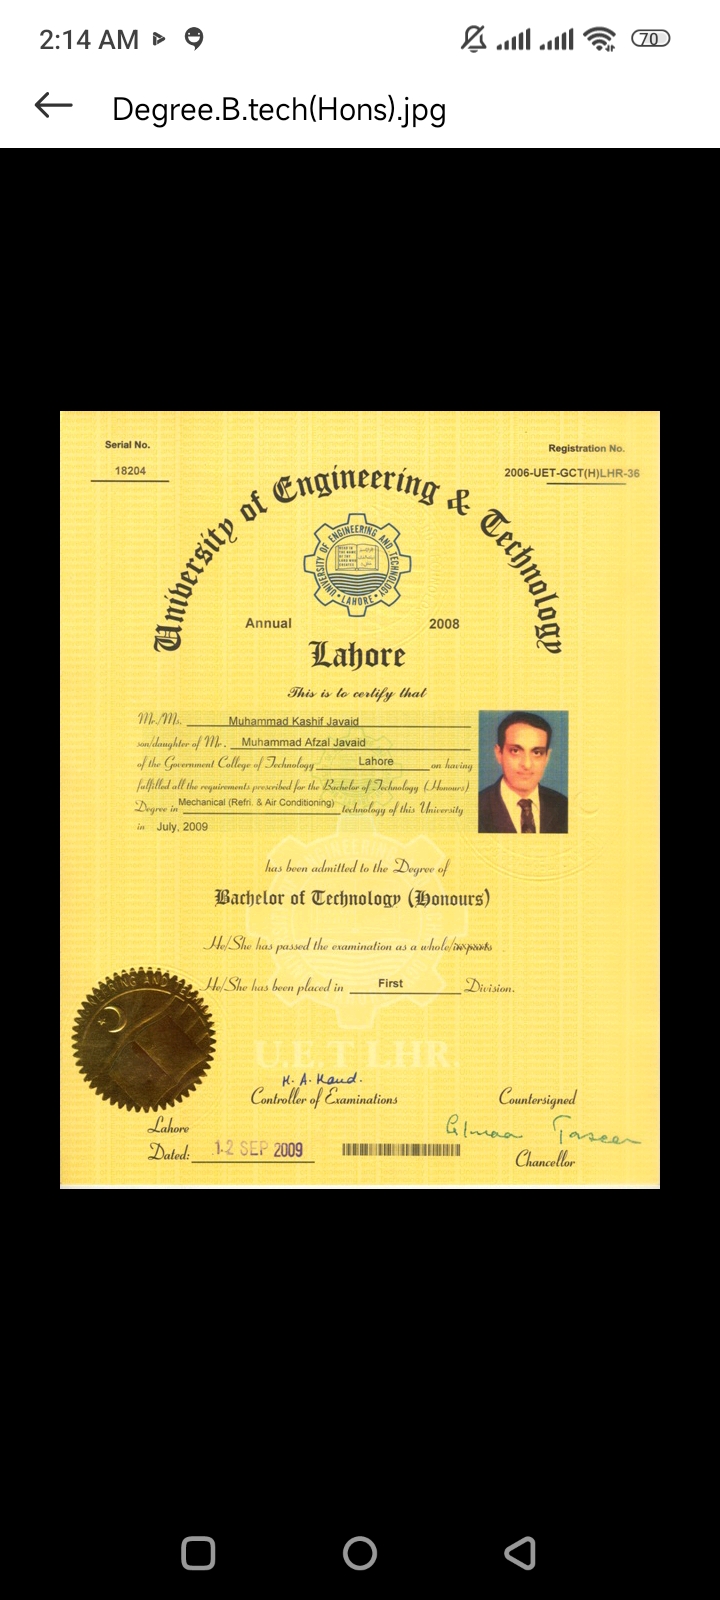 2:14 AM
70
Degree.B.tech(Hons).jpg
Serial No.
18204
Registration No.
2006-UET-GCT(H)LHR-36
University of Engineering & Technology
UNIVERSITY OF ENGINEERING AND TECHNOLOGY
LAHORE
Annual 2008
Lahore
This is to certify that
Mr./Ms. Muhammad Kashif Javaid
son/daughter of Mr. Muhammad Afzal Javaid
of the Government College of Technology Lahore on having
fulfilled all the requirements prescribed for the Bachelor of Technology (Honours)
Degree in Mechanical (Refri. & Air Conditioning) technology of this University
in July, 2009
has been admitted to the Degree of
Bachelor of Technology (Honours)
He/She has passed the examination as a whole/in parts
He/She has been placed in First Division.
U.E.T LHR.
Controller of Examinations
Countersigned
Lahore
Dated: 12 SEP 2009
Chancellor